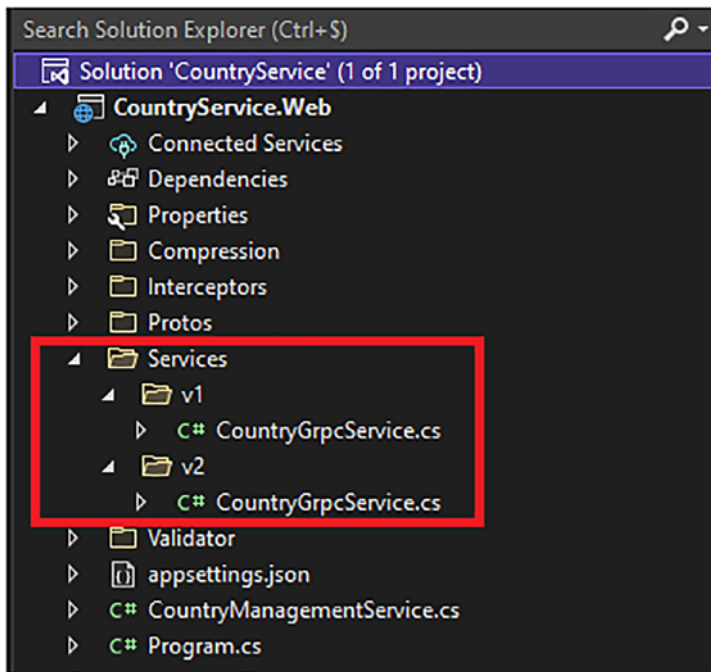 Search Solution Explorer (Ctrl+$)
Solution 'CountryService' (1 of 1 project)
CountryService.Web
Connected Services
Dependencies
Properties
Compression
Interceptors
Protos
Services
v1
C# CountryGrpcService.cs
v2
C# CountryGrpcService.cs
Validator
appsettings.json
C# CountryManagementService.cs
C# Program.cs